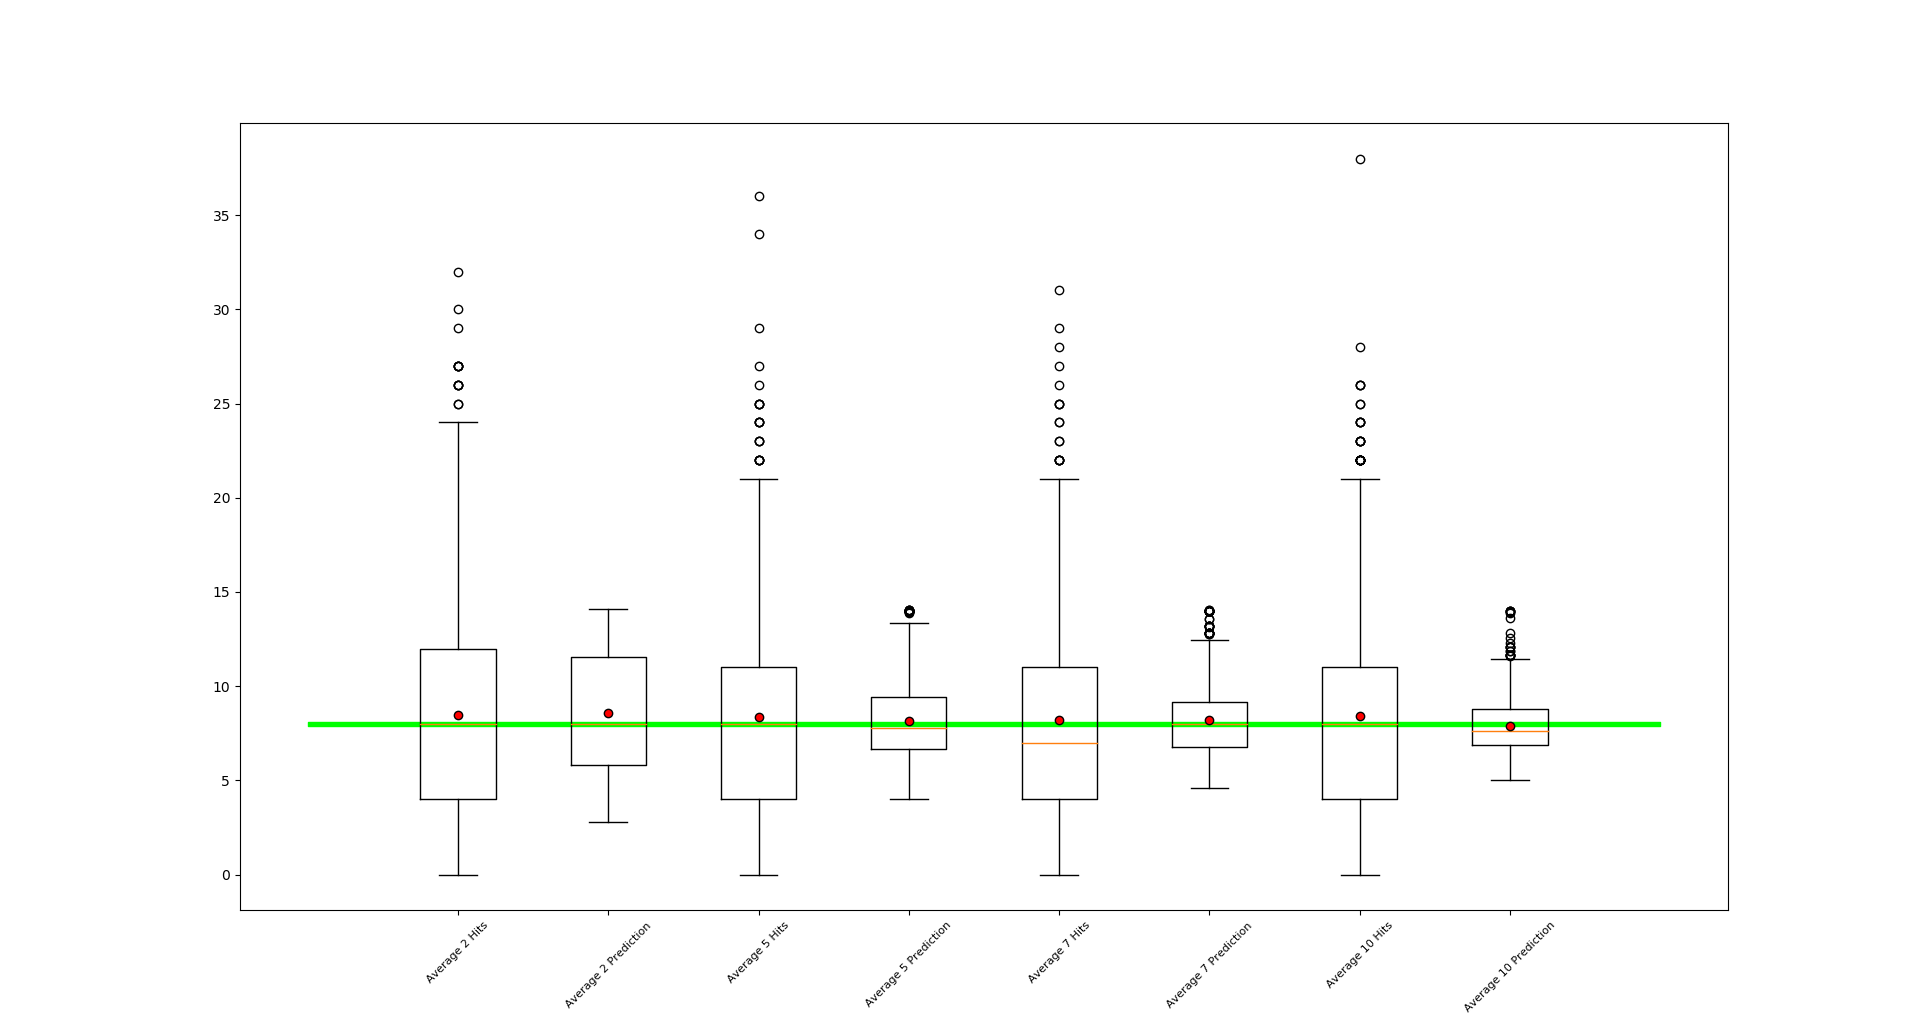 35
30
25
20
15
10
5
0
Average 2 Hits
Average 2 Prediction
Average 5 Hits
Average 5 Prediction
Average 7 Hits
Average 7 Prediction
Average 10 Hits
Average 10 Prediction